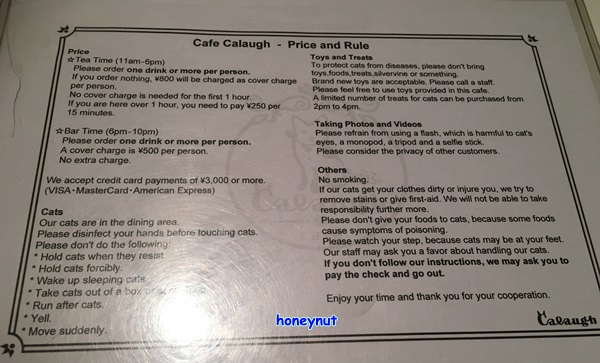 Cafe Calaugh - Price and Rule
Price
☆Tea Time (11am-6pm)
Please order one drink or more per person.
If you order nothing, ¥800 will be charged as cover charge
per person.
No cover charge is needed for the first 1 hour.
If you are here over 1 hour, you need to pay ¥250 per
15 minutes.
☆Bar Time (6pm-10pm)
Please order one drink or more per person.
A cover charge is ¥500 per person.
No extra charge.
We accept credit card payments of ¥3,000 or more.
(VISA・MasterCard・American Express)
Cats
Our cats are in the dining area.
Please disinfect your hands before touching cats.
Please don't do the following:
* Hold cats when they resist.
* Hold cats forcibly.
* Wake up sleeping cats.
* Take cats out of a box or
* Run after cats.
* Yell.
* Move suddenly.
Toys and Treats
To protect cats from diseases, please don't bring
toys,foods,treats,silvervine or something.
Brand new toys are acceptable. Please call a staff.
Please feel free to use toys provided in this cafe.
A limited number of treats for cats can be purchased from
2pm to 4pm.
Taking Photos and Videos
Please refrain from using a flash, which is harmful to cat's
eyes, a monopod, a tripod and a selfie stick.
Please consider the privacy of other customers.
Others
No smoking.
If our cats get your clothes dirty or injure you, we try to
remove stains or give first-aid. We will not be able to take
responsibility further more.
Please don't give your foods to cats, because some foods
cause symptoms of poisoning.
Please watch your step, because cats may be at your feet.
Our staff may ask you a favor about handling our cats.
If you don't follow our instructions, we may ask you to
pay the check and go out.
Enjoy your time and thank you for your cooperation.
Calaugh
honeynut